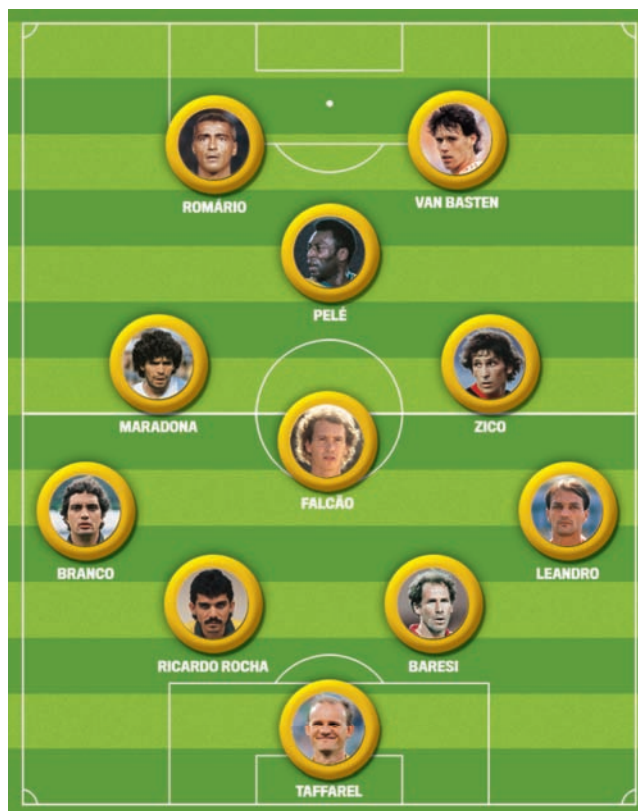 ROMÁRIO
VAN BASTEN
PELÉ
MARADONA
ZICO
FALCÃO
BRANCO
LEANDRO
RICARDO ROCHA
BARESI
TAFFAREL